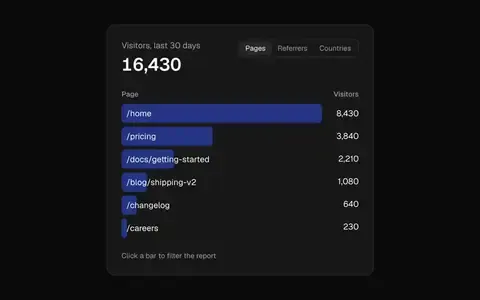 Visitors, last 30 days
16,430
Pages Referrers Countries
Page Visitors
/home 8,430
/pricing 3,840
/docs/getting-started 2,210
/blog/shipping-v2 1,080
/changelog 640
/careers 230
Click a bar to filter the report